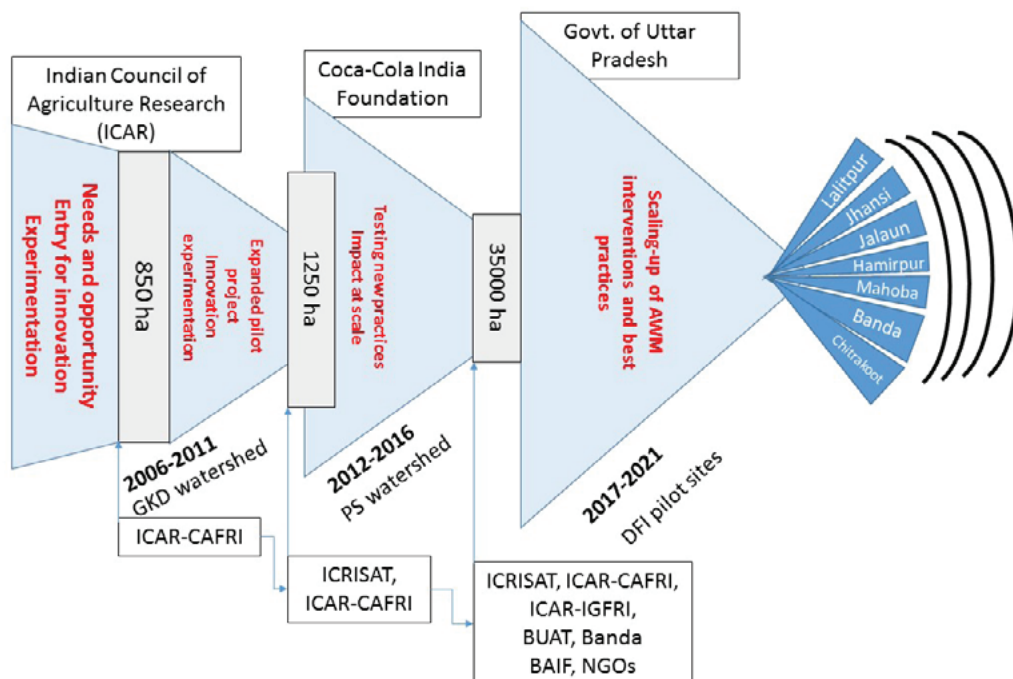 Indian Council of
Agriculture Research
(ICAR)
Coca-Cola India
Foundation
Govt. of Uttar
Pradesh
Needs and opportunity
Entry for innovation
Experimentation
850 ha
Expanded pilot
project
Innovation
experimentation
1250 ha
Testing new practices
Impact at scale
35000 ha
Scaling-up of AWM
interventions and best
practices
Lalitpur
Jhansi
Jalaun
Hamirpur
Mahoba
Banda
Chitrakoot
2006-2011
GKD watershed
2012-2016
PS watershed
2017-2021
DFI pilot sites
ICAR-CAFRI
ICRISAT,
ICAR-CAFRI
ICRISAT, ICAR-CAFRI,
ICAR-IGFRI,
BUAT, Banda
BAIF, NGOs